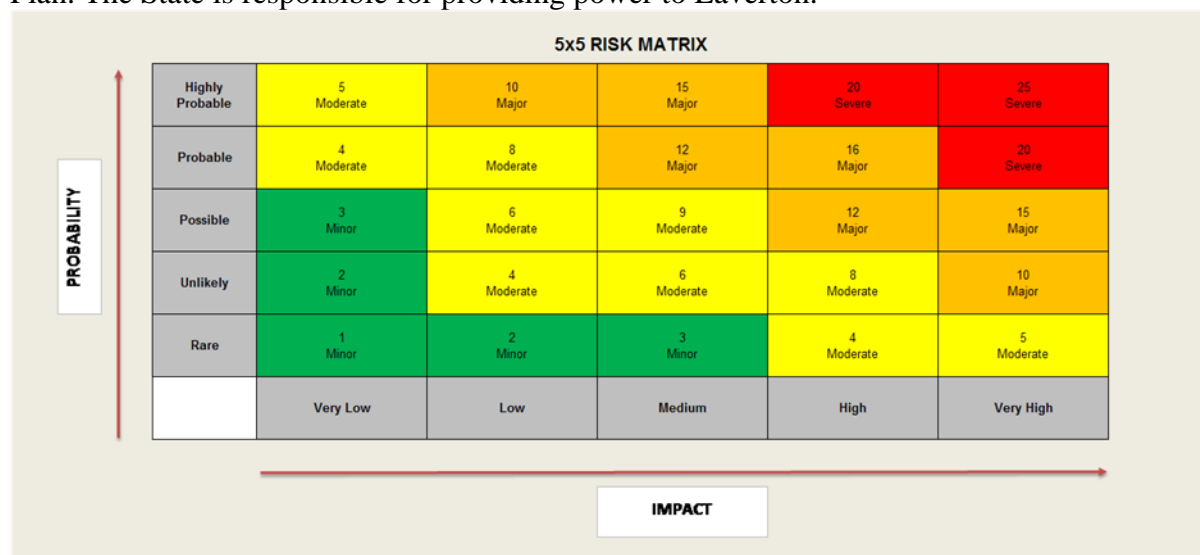 Plan. The State is responsible for providing power to Laverton.
5x5 RISK MATRIX
Highly
Probable
5
Moderate
10
Major
15
Major
20
Severe
25
Severe
Probable
4
Moderate
8
Moderate
12
Major
16
Major
20
Severe
PROBABILITY
Possible
3
Minor
6
Moderate
9
Moderate
12
Major
15
Major
Unlikely
2
Minor
4
Moderate
6
Moderate
8
Moderate
10
Major
Rare
1
Minor
2
Minor
3
Minor
4
Moderate
5
Moderate
Very Low
Low
Medium
High
Very High
IMPACT